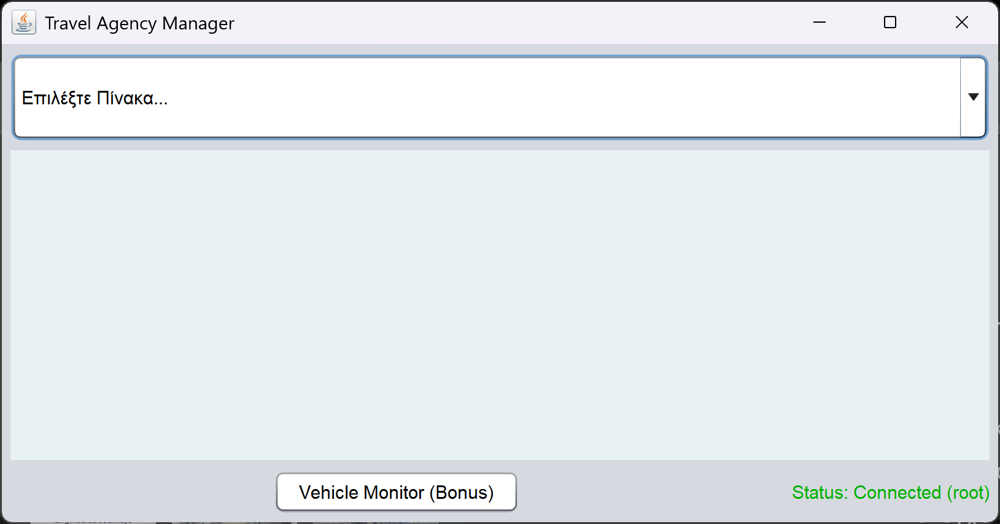 Travel Agency Manager
Επιλέξτε Πίνακα...
Vehicle Monitor (Bonus)
Status: Connected (root)